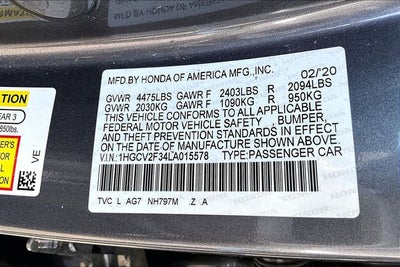 MFD.BY HONDA OF AMERICA MFG.,INC. 02/'20
GVWR 4475LBS GAWR F 2403LBS R 2094LBS
GVWR 2030KG GAWR F 1090KG R 950KG
THIS VEHICLE CONFORMS TO ALL APPLICABLE
FEDERAL MOTOR VEHICLE SAFETY BUMPER,
AND THEFT PREVENTION STANDARDS IN EFFECT
ON THE DATE OF MANUFACTURE SHOWN ABOVE.
V.I.N.:1HGCV2F34LA015578 TYPE:PASSENGER CAR
TVC L AG7 NH797M .Z .A
VE